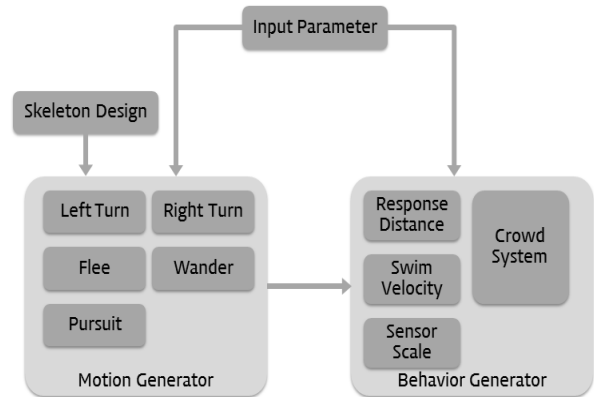 Input Parameter
Skeleton Design
Left Turn
Right Turn
Flee
Wander
Pursuit
Motion Generator
Response
Distance
Swim
Velocity
Sensor
Scale
Crowd
System
Behavior Generator